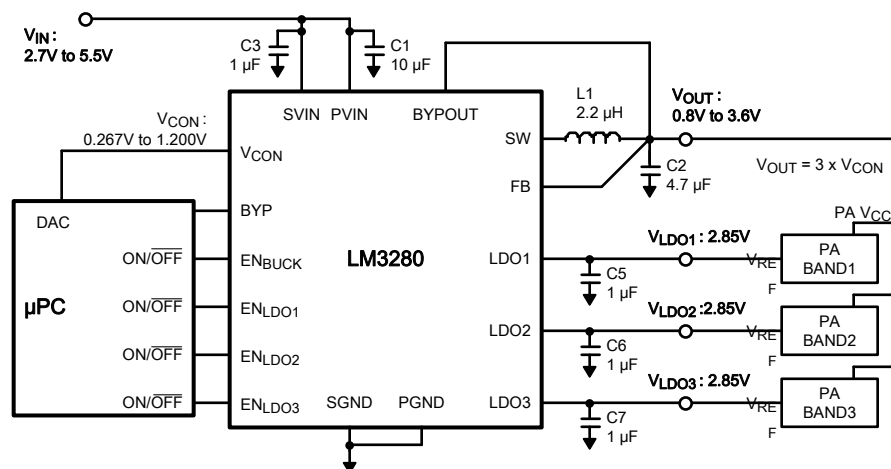 VIN :
2.7V to 5.5V
C3
1 µF
C1
10 µF
VCON :
0.267V to 1.200V
SVIN PVIN BYPOUT
L1
2.2 µH
VOUT :
0.8V to 3.6V
SW
VCON
C2
4.7 µF
VOUT = 3 x VCON
FB
DAC
BYP
PA VCC
µPC
ON/OFF
ENBUCK
LM3280
LDO1
VLDO1: 2.85V
C5
1 µF
VRE
F
PA
BAND1
ON/OFF
ENLDO1
ON/OFF
ENLDO2
LDO2
VLDO2 :2.85V
C6
1 µF
VRE
F
PA
BAND2
ON/OFF
ENLDO3
SGND PGND
LDO3
VLDO3: 2.85V
C7
1 µF
VRE
F
PA
BAND3